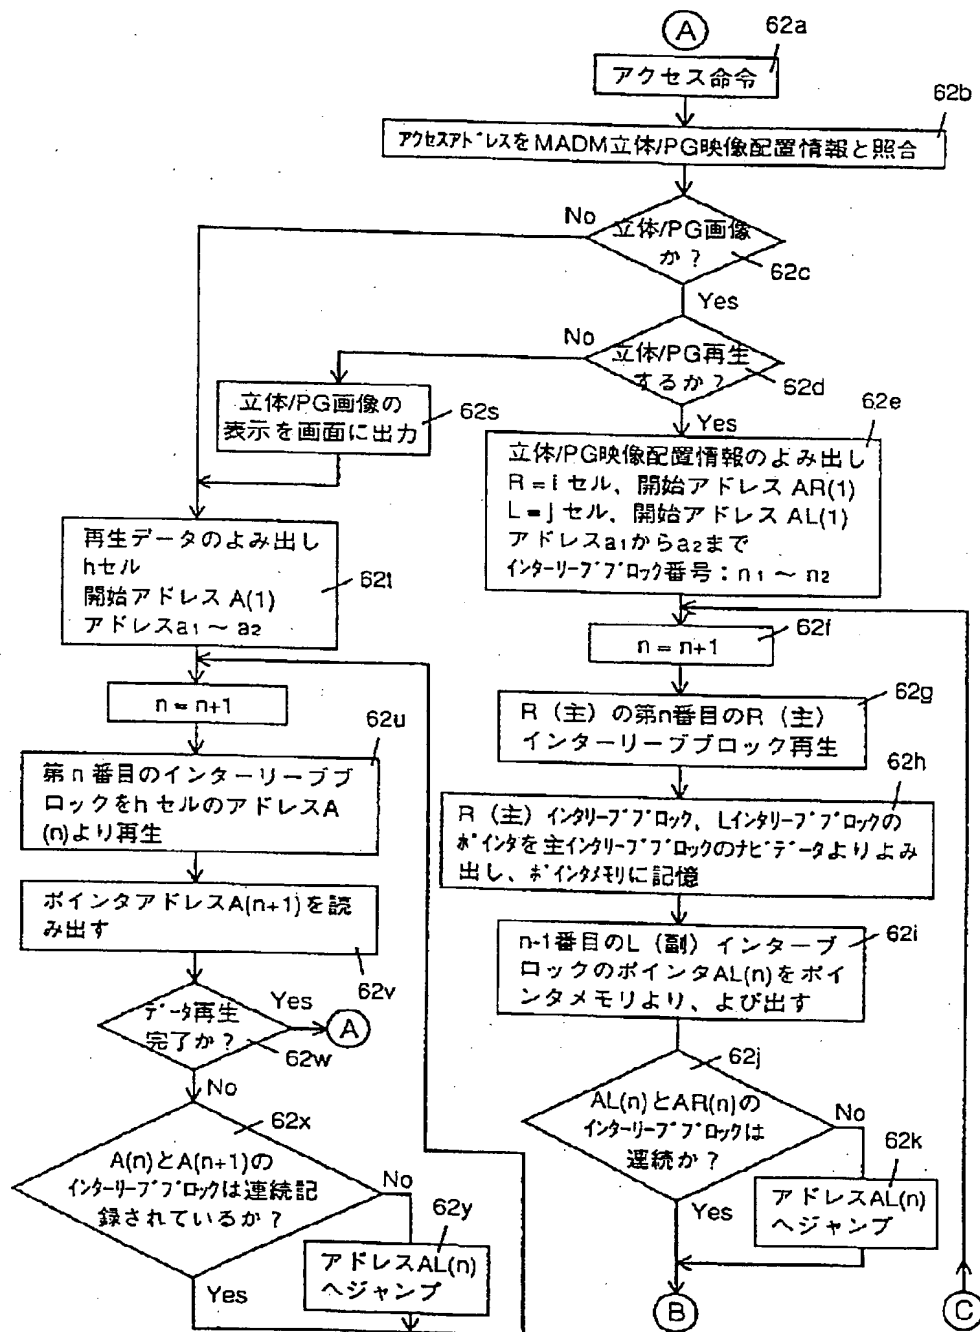 A
62a
アクセス命令
62b
アクセスアドレスをMADM立体/PG映像配置情報と照合
No
立体/PG画像
か？
62c
Yes
No
立体/PG再生
するか？
62d
立体/PG画像の
表示を画面に出力
62s
Yes
62e
立体/PG映像配置情報のよみ出し
R=iセル、開始アドレスAR(1)
L=jセル、開始アドレスAL(1)
アドレスa1からa2まで
インターリーブブロック番号：n1～n2
再生データのよみ出し
hセル
開始アドレスA(1)
アドレスa1～a2
62t
n=n+1
62f
n=n+1
62g
R（主）の第n番目のR（主）
インターリーブブロック再生
62u
第n番目のインターリーブブ
ロックをhセルのアドレスA
(n)より再生
62h
R（主）インタリーブブロック、Lインタリーブブロックの
ポインタを主インタリーブブロックのナビデータよりよみ
出し、ポインタメモリに記憶
ポインタアドレスA(n+1)を読
み出す
62v
62i
n-1番目のL（副）インターブ
ロックのポインタAL(n)をポイ
ンタメモリより、よび出す
データ再生
完了か？
Yes
A
62w
No
62j
AL(n)とAR(n)の
インターリーブブロックは
連続か？
No
62k
アドレスAL(n)
へジャンプ
Yes
62x
A(n)とA(n+1)の
インターリーブブロックは連続記
録されているか？
No
62y
アドレスAL(n)
へジャンプ
Yes
B
C